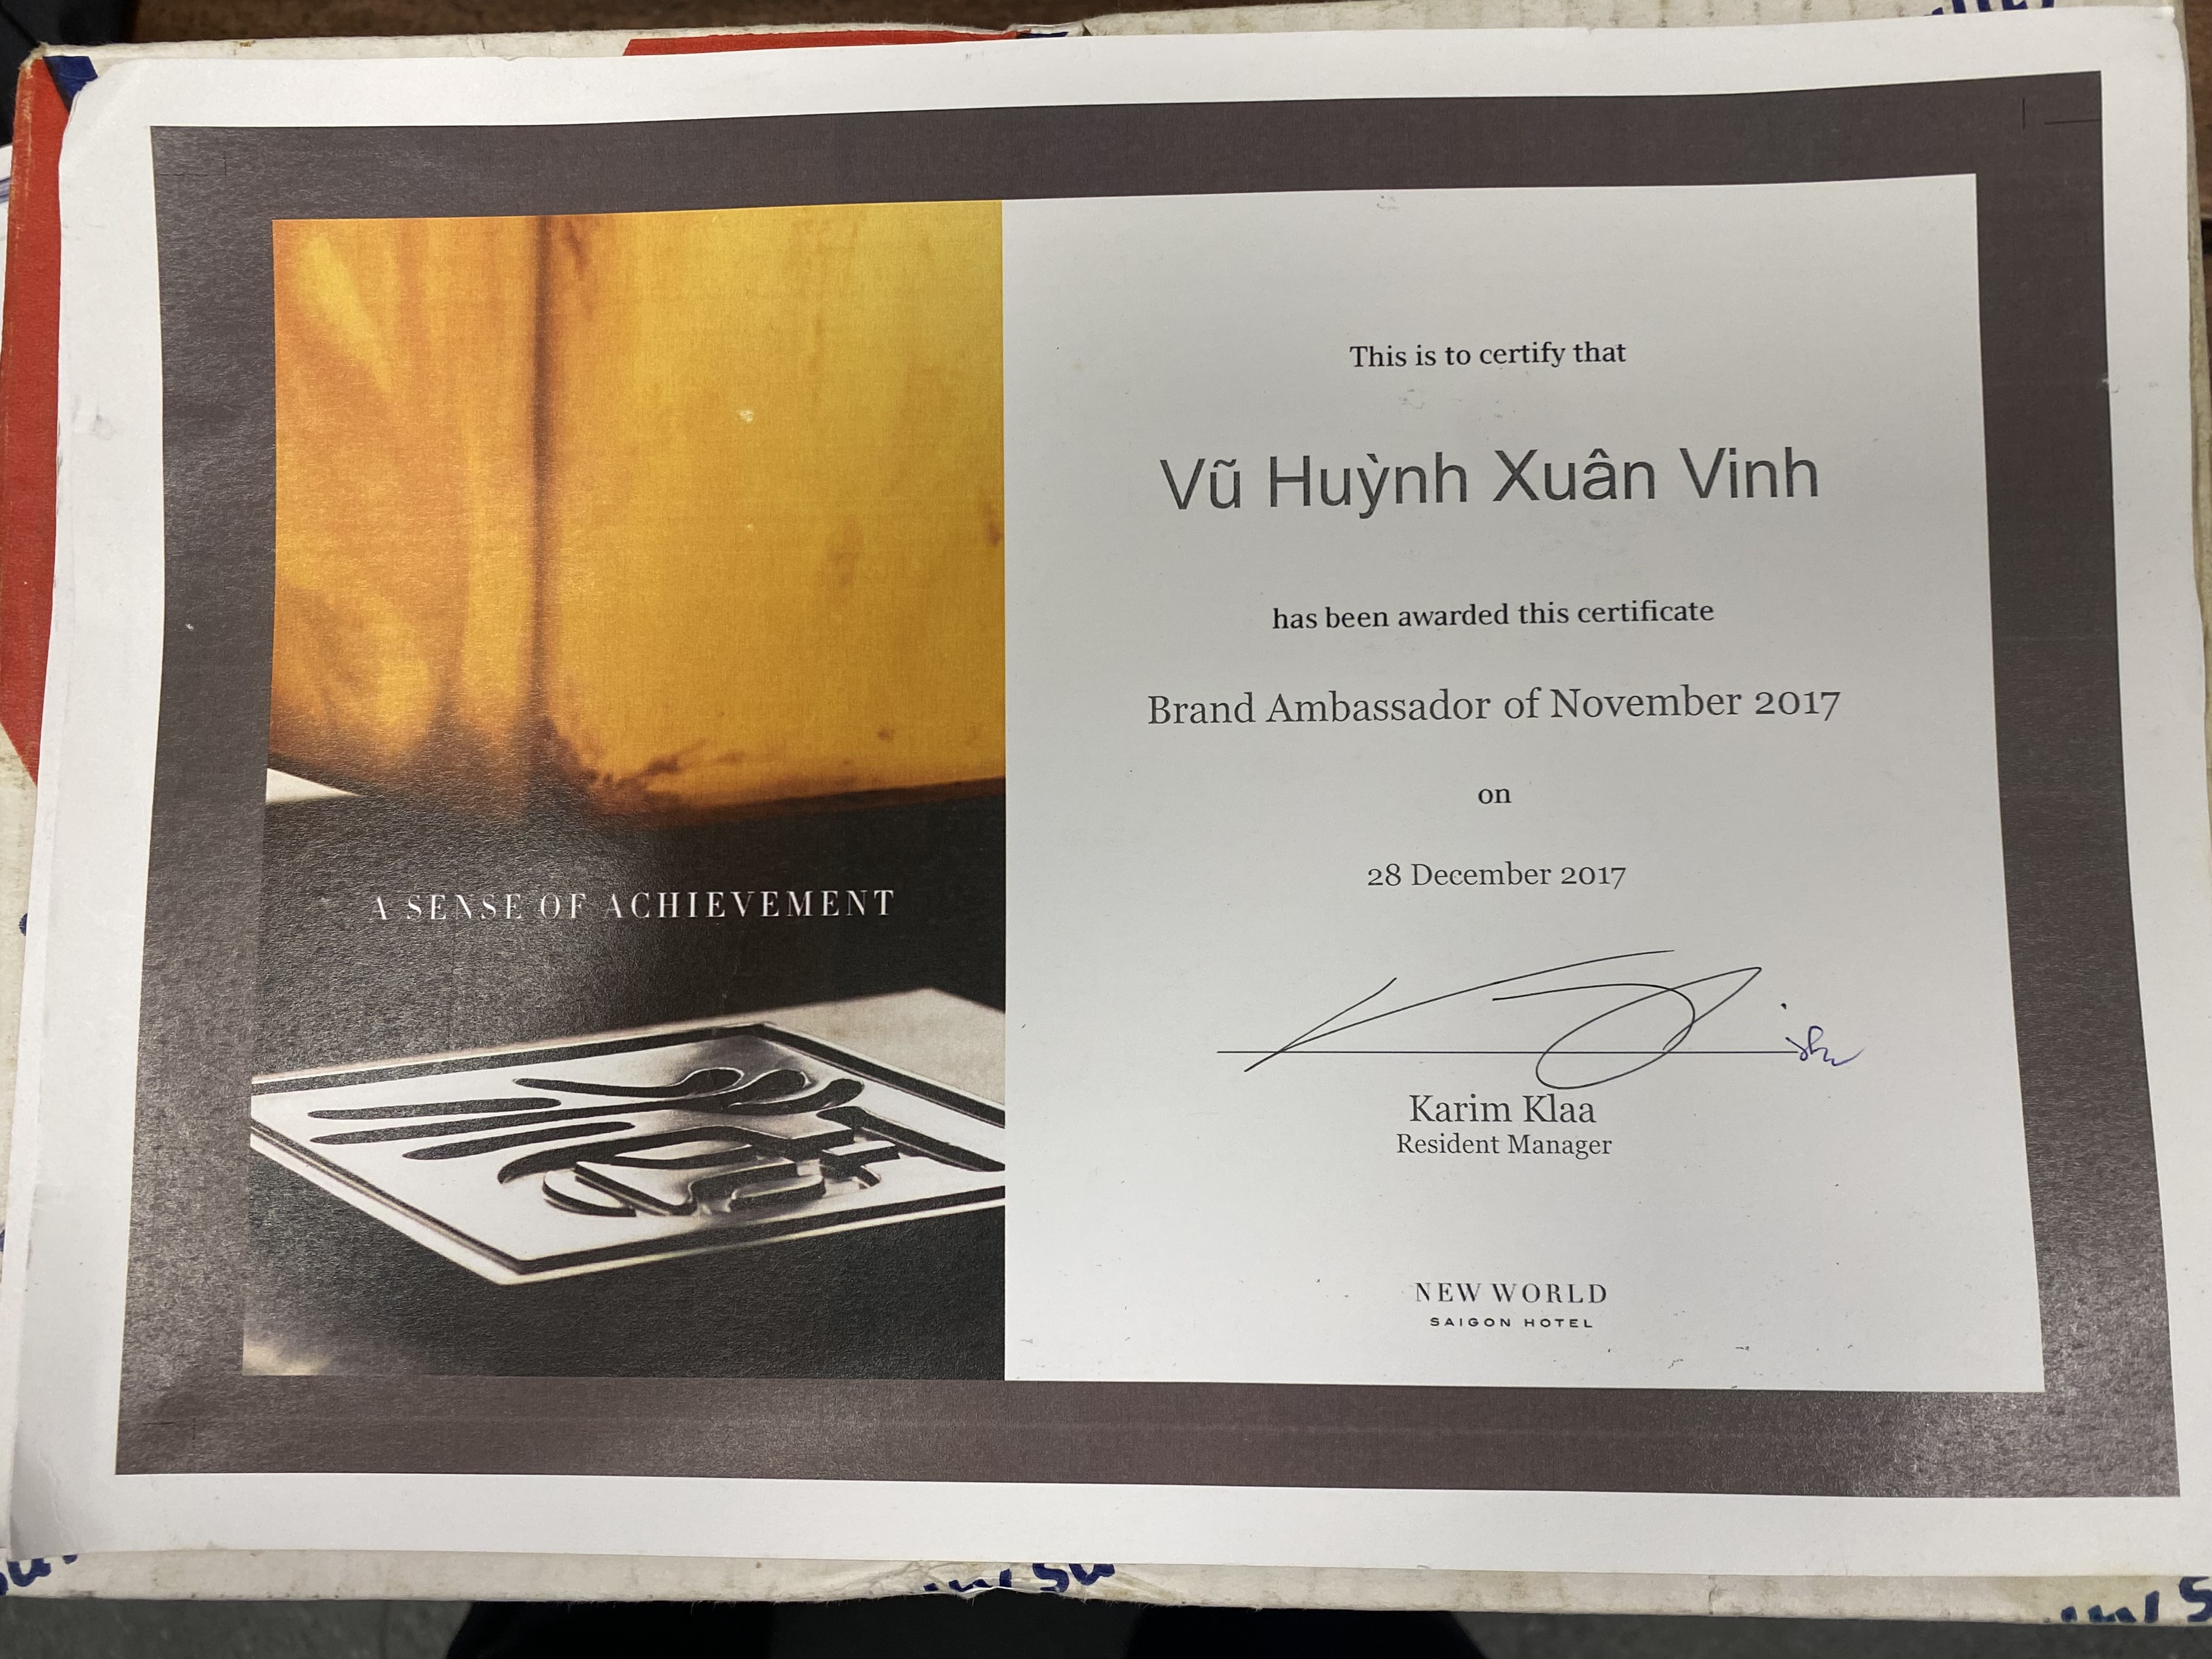 A SENSE OF ACHIEVEMENT
This is to certify that
Vũ Huỳnh Xuân Vinh
has been awarded this certificate
Brand Ambassador of November 2017
on
28 December 2017
Karim Klaa
Resident Manager
NEW WORLD
SAIGON HOTEL